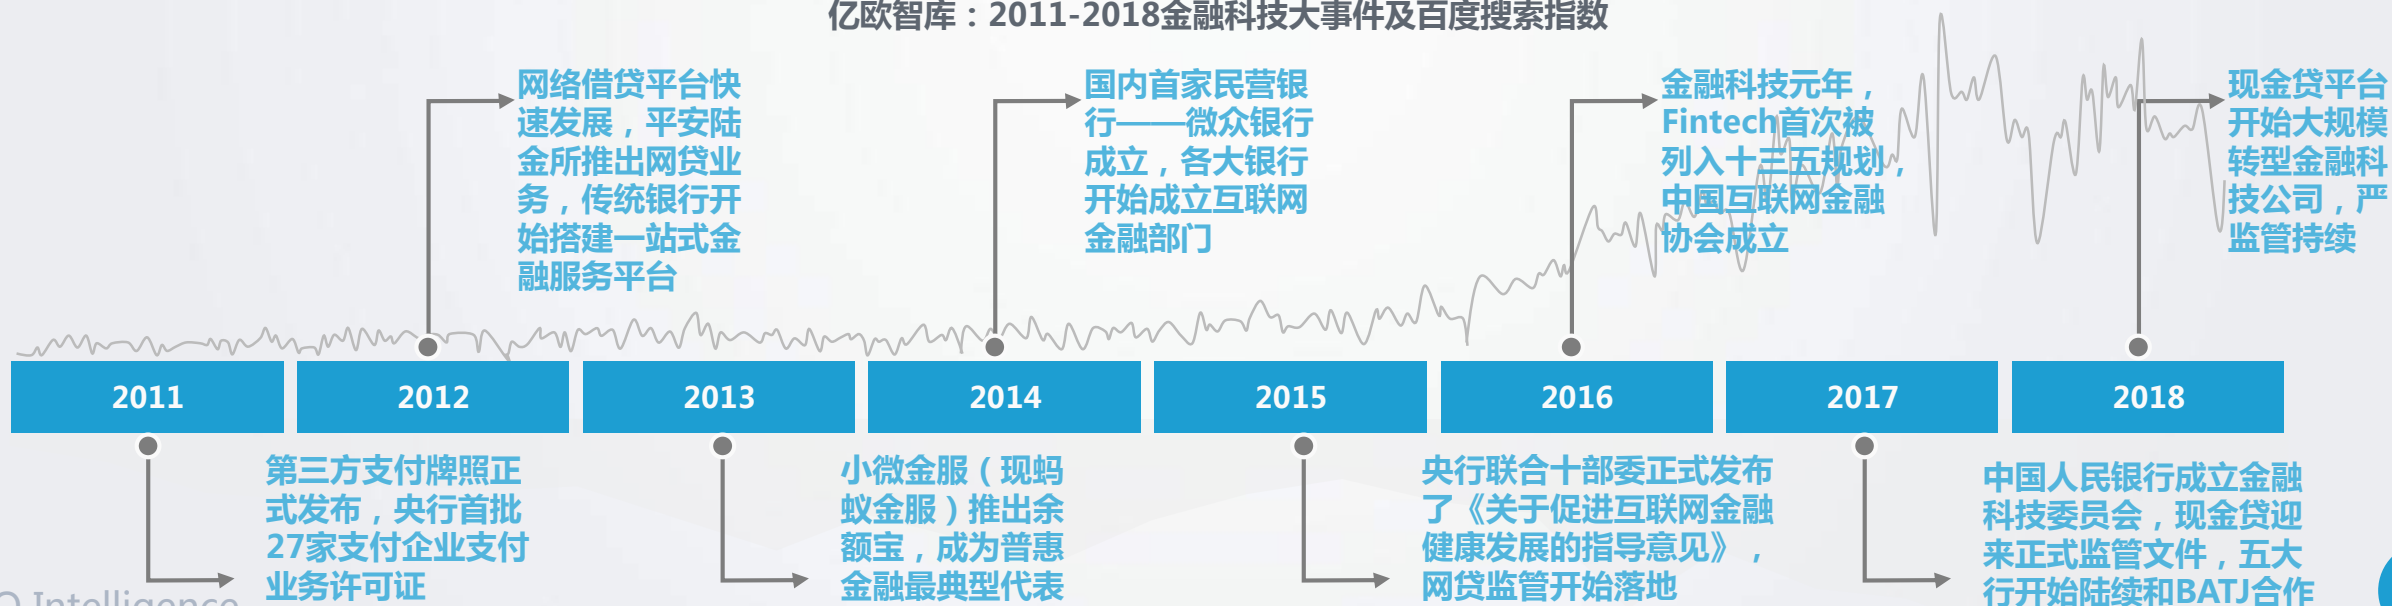 亿欧智库：2011-2018金融科技大事件及百度搜索指数
网络借贷平台快
速发展，平安陆
金所推出网贷业
务，传统银行开
始搭建一站式金
融服务平台
国内首家民营银
行——微众银行
成立，各大银行
开始成立互联网
金融部门
金融科技元年，
Fintech首次被
列入十三五规划，
中国互联网金融
协会成立
现金贷平台
开始大规模
转型金融科
技公司，严
监管持续
2011
2012
2013
2014
2015
2016
2017
2018
第三方支付牌照正
式发布，央行首批
27家支付企业支付
业务许可证
小微金服（现蚂
蚁金服）推出余
额宝，成为普惠
金融最典型代表
央行联合十部委正式发布
了《关于促进互联网金融
健康发展的指导意见》，
网贷监管开始落地
中国人民银行成立金融
科技委员会，现金贷迎
来正式监管文件，五大
行开始陆续和BATJ合作
Intelligence